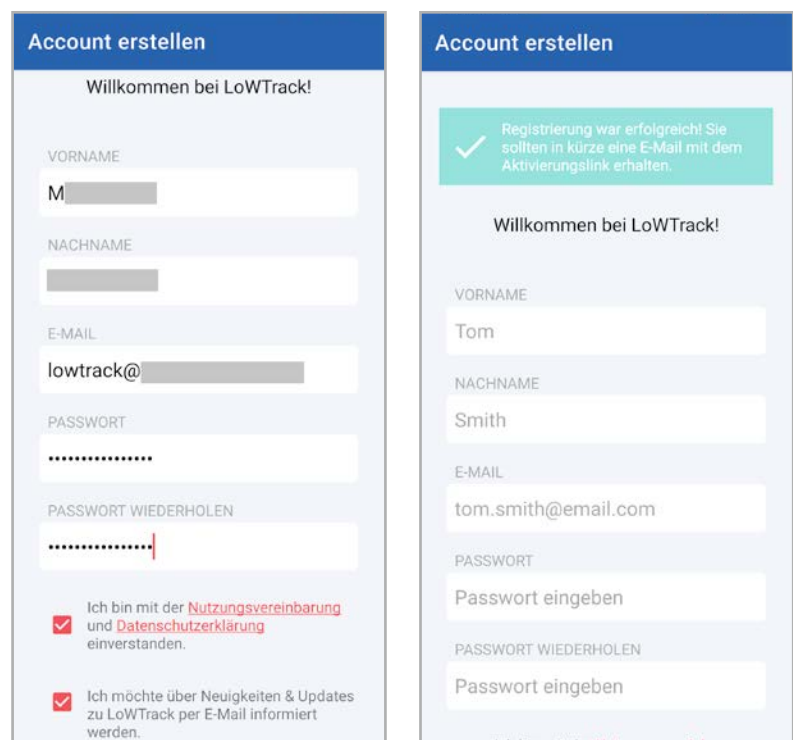 Account erstellen
Willkommen bei LoWTrack!
VORNAME
M
NACHNAME
E-MAIL
lowtrack@
PASSWORT
••••••••••••••••
PASSWORT WIEDERHOLEN
••••••••••••••••
Ich bin mit der Nutzungsvereinbarung
und Datenschutzerklärung
einverstanden.
Ich möchte über Neuigkeiten & Updates
zu LoWTrack per E-Mail informiert
werden.
Account erstellen
Registrierung war erfolgreich! Sie
sollten in kürze eine E-Mail mit dem
Aktivierungslink erhalten.
Willkommen bei LoWTrack!
VORNAME
Tom
NACHNAME
Smith
E-MAIL
tom.smith@email.com
PASSWORT
Passwort eingeben
PASSWORT WIEDERHOLEN
Passwort eingeben